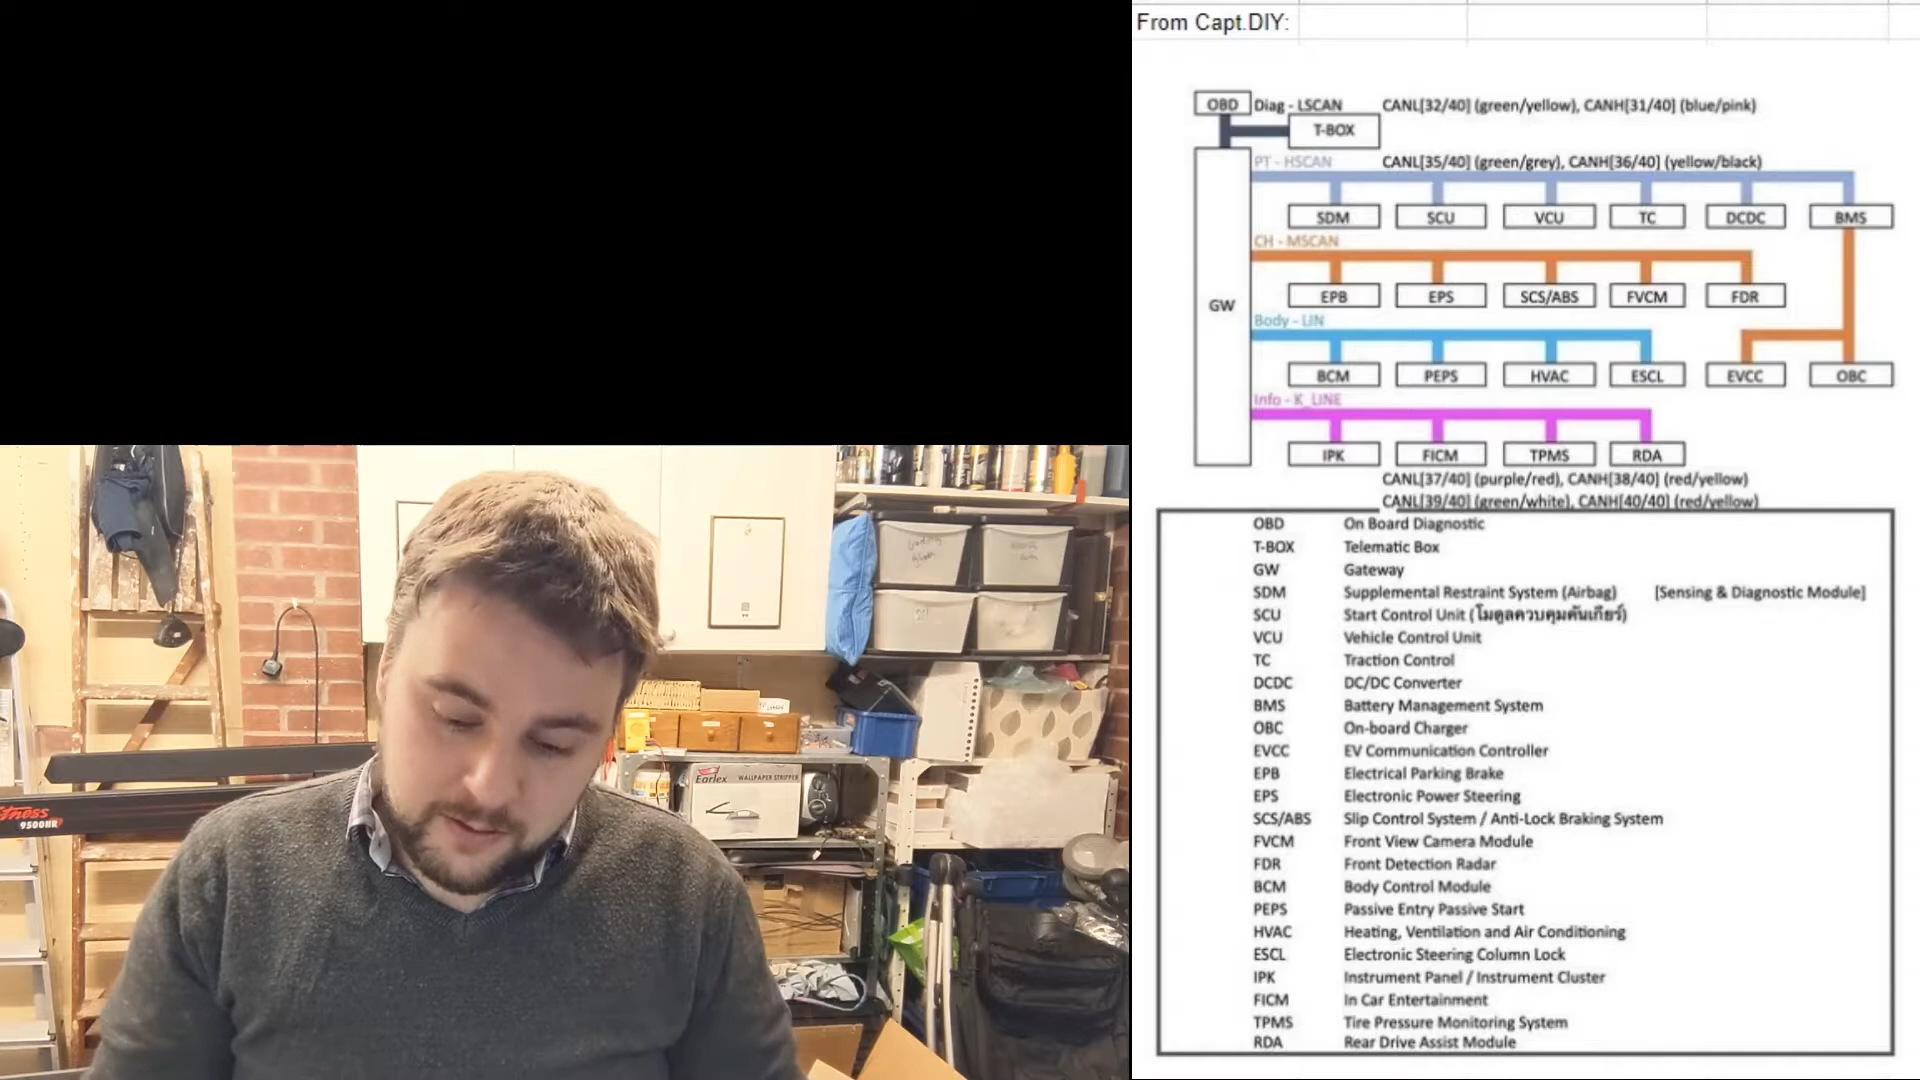 From Capt.DIY:
OBD
Diag - LSCAN
CANL[32/40] (green/yellow), CANH[31/40] (blue/pink)
T-BOX
PT - HSCAN
CANL[35/40] (green/grey), CANH[36/40] (yellow/black)
SDM SCU VCU TC DCDC BMS
CH - MSCAN
EPB EPS SCS/ABS FVCM FDR
GW
Body - LIN
BCM PEPS HVAC ESCL EVCC OBC
Info - K_LINE
IPK FICM TPMS RDA
CANL[37/40] (purple/red), CANH[38/40] (red/yellow)
CANL[39/40] (green/white), CANH[40/40] (red/yellow)
OBD On Board Diagnostic
T-BOX Telematic Box
GW Gateway
SDM Supplemental Restraint System (Airbag) [Sensing & Diagnostic Module]
SCU Start Control Unit (โมดูลควบคุมคันเกียร์)
VCU Vehicle Control Unit
TC Traction Control
DCDC DC/DC Converter
BMS Battery Management System
OBC On-board Charger
EVCC EV Communication Controller
EPB Electrical Parking Brake
EPS Electronic Power Steering
SCS/ABS Slip Control System / Anti-Lock Braking System
FVCM Front View Camera Module
FDR Front Detection Radar
BCM Body Control Module
PEPS Passive Entry Passive Start
HVAC Heating, Ventilation and Air Conditioning
ESCL Electronic Steering Column Lock
IPK Instrument Panel / Instrument Cluster
FICM In Car Entertainment
TPMS Tire Pressure Monitoring System
RDA Rear Drive Assist Module
Earlex WALLPAPER STRIPPER
tness
9500HR